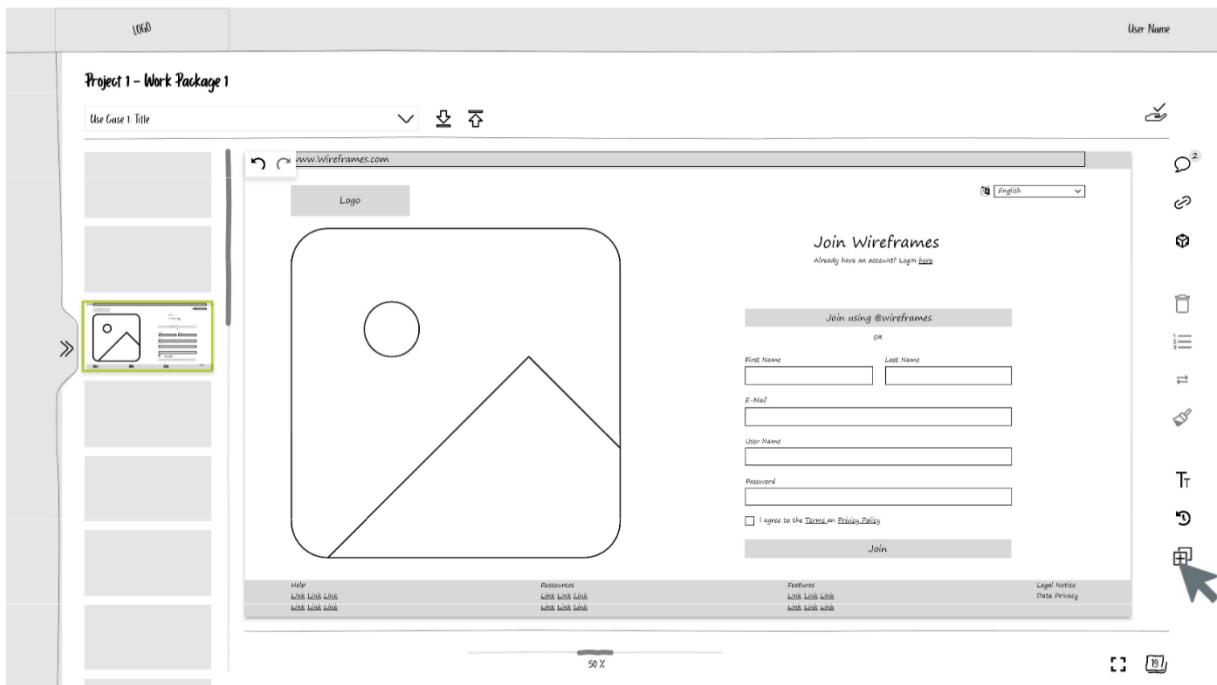 LOGO
User Name
Project 1 - Work Package 1
Use Case 1: Title
www.Wireframes.com
2
Logo
English
Join Wireframes
Already have an account? Login here.
Join using @wireframes
OR
First Name Last Name
E-Mail
User Name
Password
I agree to the Terms an Privicy Policy
Join
Help Ressources Features Legal Notice
Link Link Link Link Link Link Link Link Link Data Privacy
Link Link Link Link Link Link Link Link Link
50 %
19